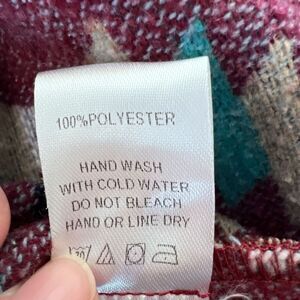 100%POLYESTER
HAND WASH
WITH COLD WATER
DO NOT BLEACH
HAND OR LINE DRY